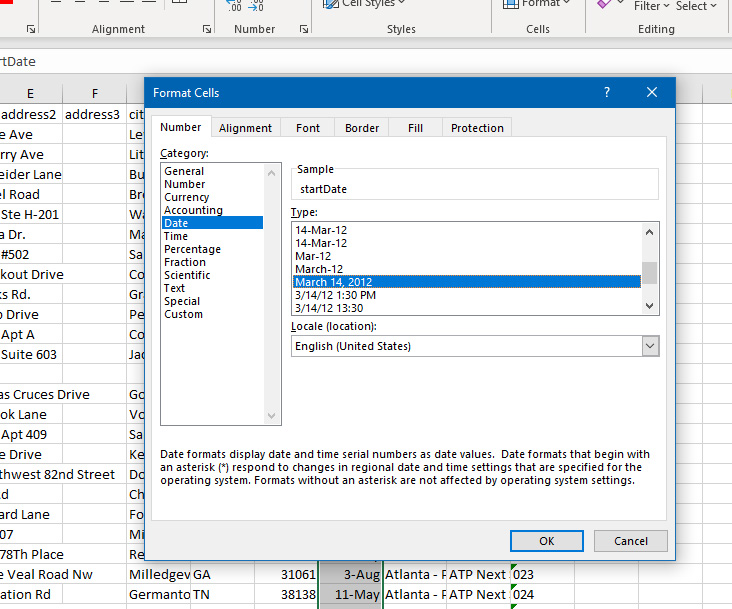 .00
→0
Cell Styles
Format
Filter Select
Alignment Number Styles Cells Editing
rtDate
E F
address2 address3 cit
e Ave Le
rry Ave Lit
eider Lane Bu
el Road Bro
Ste H-201 Wa
a Dr. Ma
#502 Sa
kout Drive Co
ks Rd. Gra
o Drive Pe
Apt A Co
Suite 603 Jac
as Cruces Drive Go
ok Lane Vo
Apt 409 Sa
e Drive Ke
thwest 82nd Street Do
d Ch
ard Lane Fo
07 Mi
78Th Place Re
e Veal Road Nw Milledgev GA 31061 3-Aug Atlanta - F ATP Next 023
ation Rd Germanto TN 38138 11-May Atlanta - F ATP Next 024
Format Cells
?
Number Alignment Font Border Fill Protection
Category:
General
Number
Currency
Accounting
Date
Time
Percentage
Fraction
Scientific
Text
Special
Custom
Sample
startDate
Type:
14-Mar-12
14-Mar-12
Mar-12
March-12
March 14, 2012
3/14/12 1:30 PM
3/14/12 13:30
Locale (location):
English (United States)
Date formats display date and time serial numbers as date values. Date formats that begin with
an asterisk (*) respond to changes in regional date and time settings that are specified for the
operating system. Formats without an asterisk are not affected by operating system settings.
OK Cancel